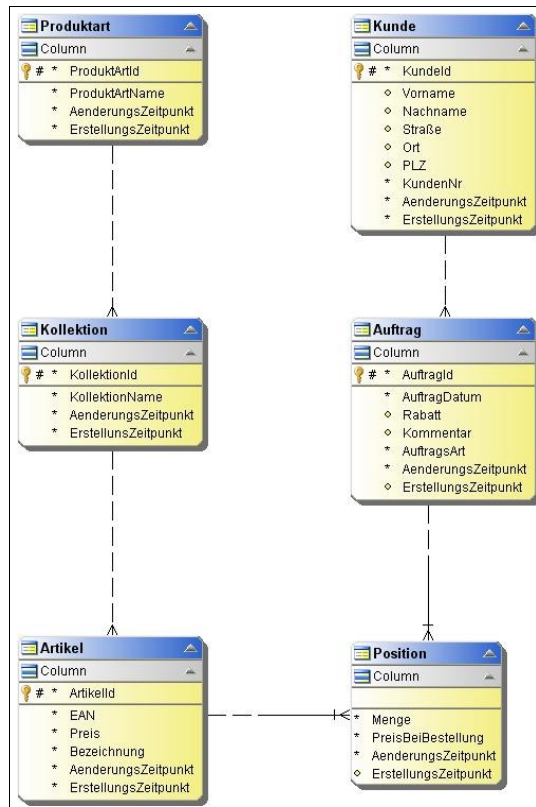 Produktart
Column
# * ProduktArtId
* ProduktArtName
* AenderungsZeitpunkt
* ErstellungsZeitpunkt
Kunde
Column
# * KundeId
Vorname
Nachname
Straße
Ort
PLZ
* KundenNr
* AenderungsZeitpunkt
* ErstellungsZeitpunkt
Kollektion
Column
# * KollektionId
* KollektionName
* AenderungsZeitpunkt
* ErstellunsZeitpunkt
Auftrag
Column
# * AuftragId
* AuftragDatum
Rabatt
Kommentar
* AuftragsArt
* AenderungsZeitpunkt
ErstellungsZeitpunkt
Artikel
Column
# * ArtikelId
* EAN
* Preis
* Bezeichnung
* AenderungsZeitpunkt
* ErstellungsZeitpunkt
Position
Column
* Menge
* PreisBeiBestellung
* AenderungsZeitpunkt
ErstellungsZeitpunkt